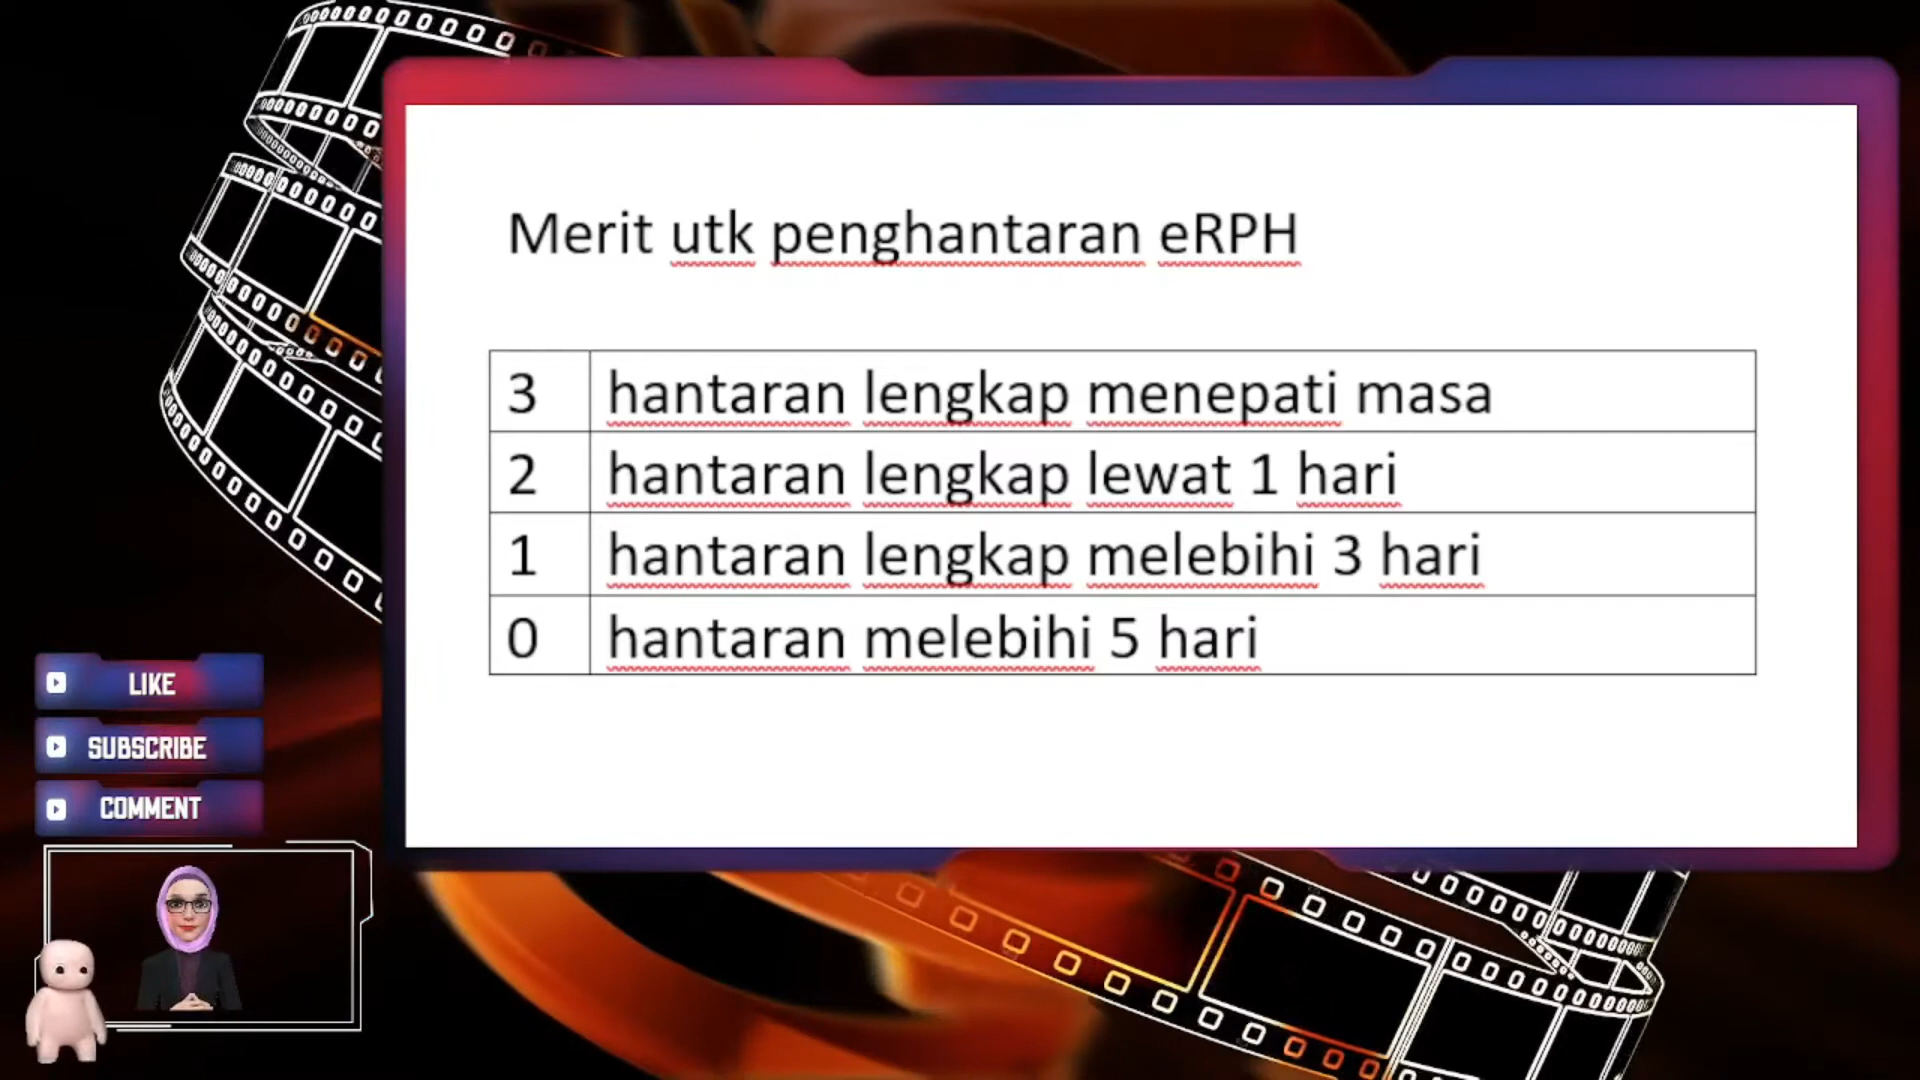 Merit utk penghantaran eRPH
3 hantaran lengkap menepati masa
2 hantaran lengkap lewat 1 hari
1 hantaran lengkap melebihi 3 hari
0 hantaran melebihi 5 hari
LIKE
SUBSCRIBE
COMMENT